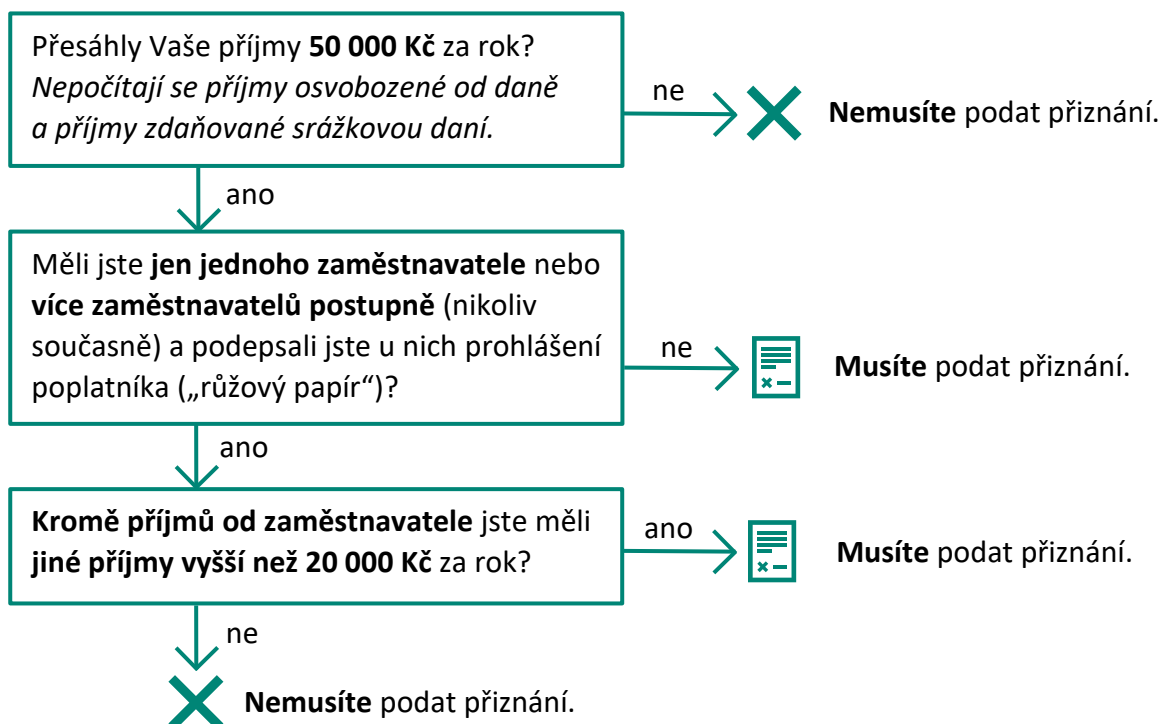 Přesáhly Vaše příjmy 50 000 Kč za rok?
Nepočítají se příjmy osvobozené od daně
a příjmy zdaňované srážkovou daní.
ne
Nemusíte podat přiznání.
ano
Měli jste jen jednoho zaměstnavatele nebo
více zaměstnavatelů postupně (nikoliv
současně) a podepsali jste u nich prohlášení
poplatníka („růžový papír“)?
ne
Musíte podat přiznání.
ano
Kromě příjmů od zaměstnavatele jste měli
jiné příjmy vyšší než 20 000 Kč za rok?
ano
Musíte podat přiznání.
ne
Nemusíte podat přiznání.